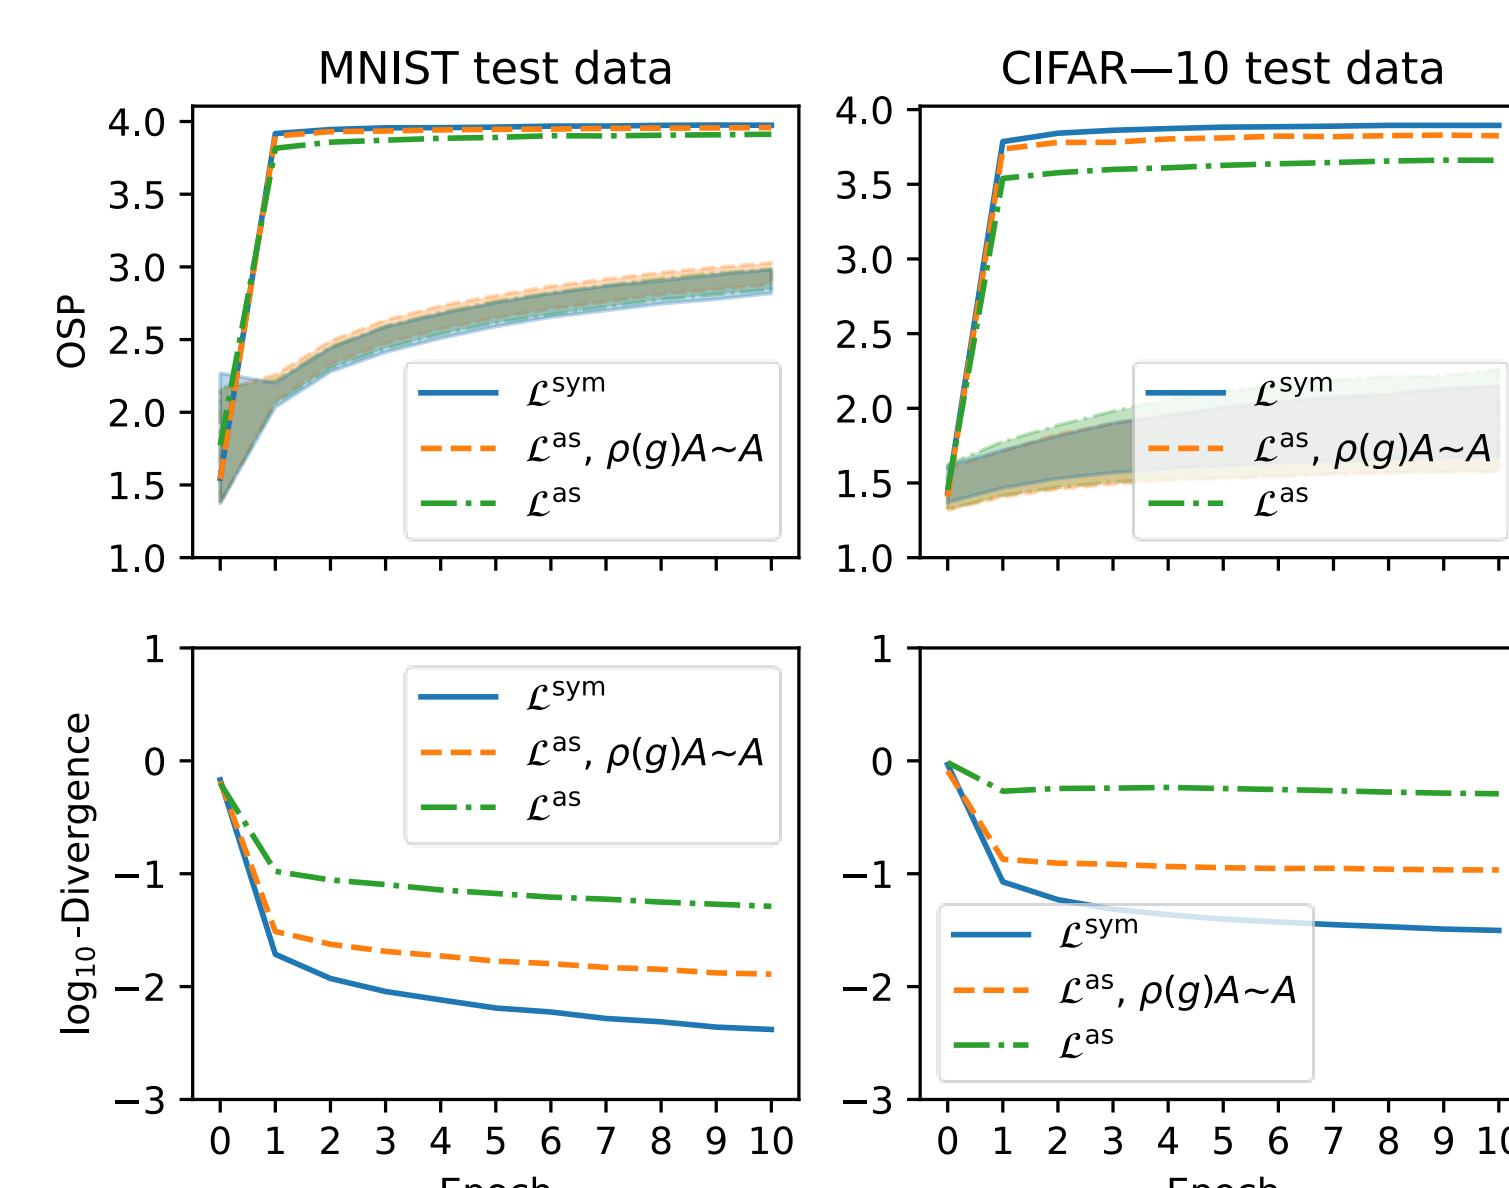 MNIST test data
OSP
4.0
3.5
3.0
2.5
2.0
1.5
1.0
ℒsym
ℒas, ρ(g)A~A
ℒas
CIFAR—10 test data
4.0
3.5
3.0
2.5
2.0
1.5
1.0
ℒsym
ℒas, ρ(g)A~A
ℒas
log10-Divergence
1
0
−1
−2
−3
ℒsym
ℒas, ρ(g)A~A
ℒas
0 1 2 3 4 5 6 7 8 9 10
Epoch
1
0
−1
−2
−3
ℒsym
ℒas, ρ(g)A~A
ℒas
0 1 2 3 4 5 6 7 8 9 10
Epoch